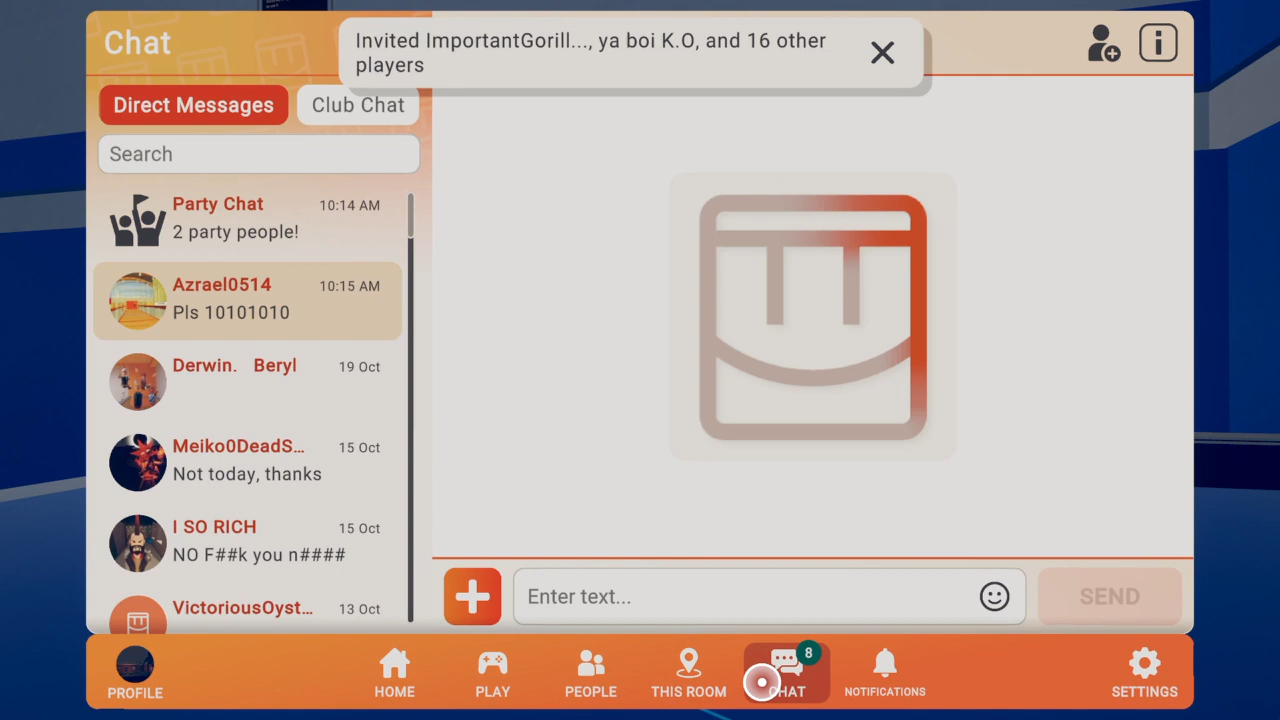 Chat
Invited ImportantGorill..., ya boi K.O, and 16 other
players
Direct Messages
Club Chat
Search
Party Chat
10:14 AM
2 party people!
Azrael0514
10:15 AM
Pls 10101010
Derwin. Beryl
19 Oct
Meiko0DeadS...
15 Oct
Not today, thanks
I SO RICH
15 Oct
NO F##k you n####
VictoriousOyst...
13 Oct
Enter text...
SEND
PROFILE
HOME
PLAY
PEOPLE
THIS ROOM
8
CHAT
NOTIFICATIONS
SETTINGS